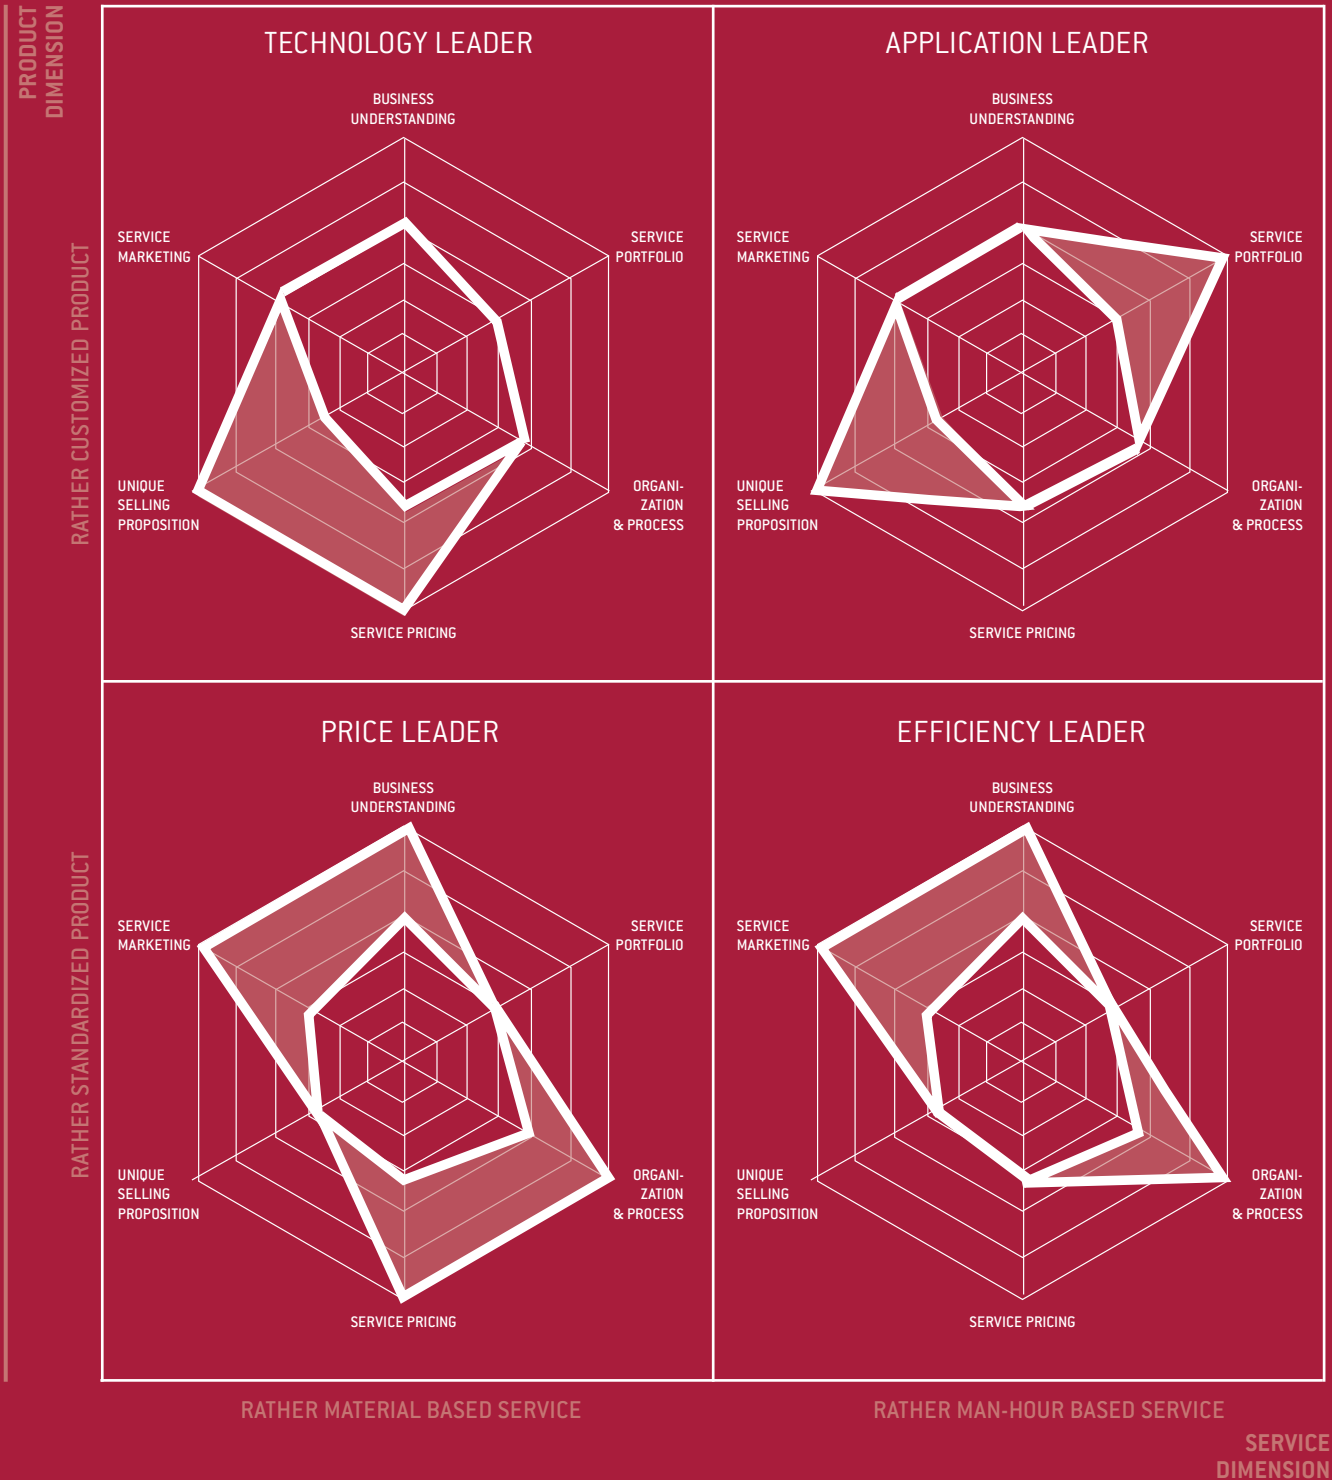 PRODUCT
DIMENSION
RATHER CUSTOMIZED PRODUCT
RATHER STANDARDIZED PRODUCT
TECHNOLOGY LEADER
BUSINESS
UNDERSTANDING
SERVICE
MARKETING
SERVICE
PORTFOLIO
UNIQUE
SELLING
PROPOSITION
ORGANI-
ZATION
& PROCESS
SERVICE PRICING
APPLICATION LEADER
BUSINESS
UNDERSTANDING
SERVICE
MARKETING
SERVICE
PORTFOLIO
UNIQUE
SELLING
PROPOSITION
ORGANI-
ZATION
& PROCESS
SERVICE PRICING
PRICE LEADER
BUSINESS
UNDERSTANDING
SERVICE
MARKETING
SERVICE
PORTFOLIO
UNIQUE
SELLING
PROPOSITION
ORGANI-
ZATION
& PROCESS
SERVICE PRICING
EFFICIENCY LEADER
BUSINESS
UNDERSTANDING
SERVICE
MARKETING
SERVICE
PORTFOLIO
UNIQUE
SELLING
PROPOSITION
ORGANI-
ZATION
& PROCESS
SERVICE PRICING
RATHER MATERIAL BASED SERVICE
RATHER MAN-HOUR BASED SERVICE
SERVICE
DIMENSION